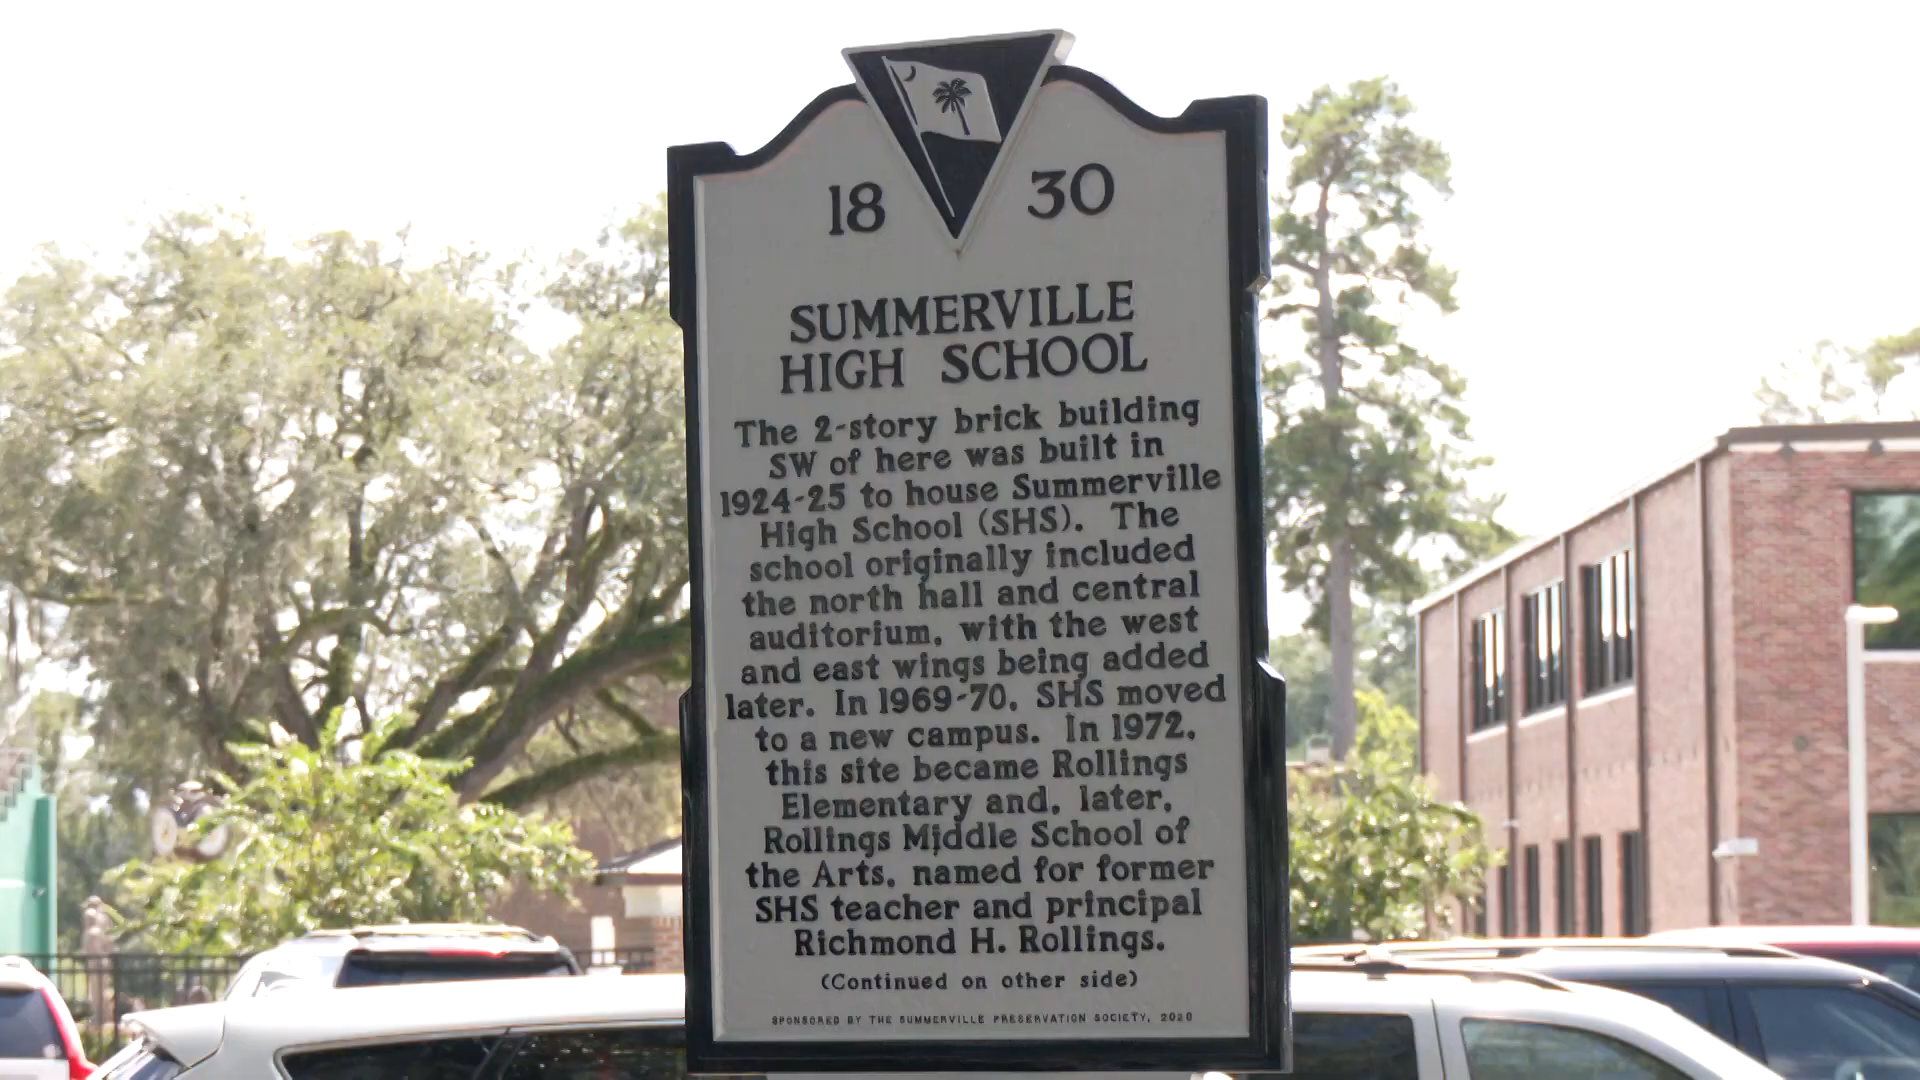 18 30
SUMMERVILLE
HIGH SCHOOL
The 2-story brick building
SW of here was built in
1924-25 to house Summerville
High School (SHS). The
school originally included
the north hall and central
auditorium, with the west
and east wings being added
later. In 1969-70, SHS moved
to a new campus. In 1972,
this site became Rollings
Elementary and, later,
Rollings Middle School of
the Arts, named for former
SHS teacher and principal
Richmond H. Rollings.
(Continued on other side)
SPONSORED BY THE SUMMERVILLE PRESERVATION SOCIETY, 2020